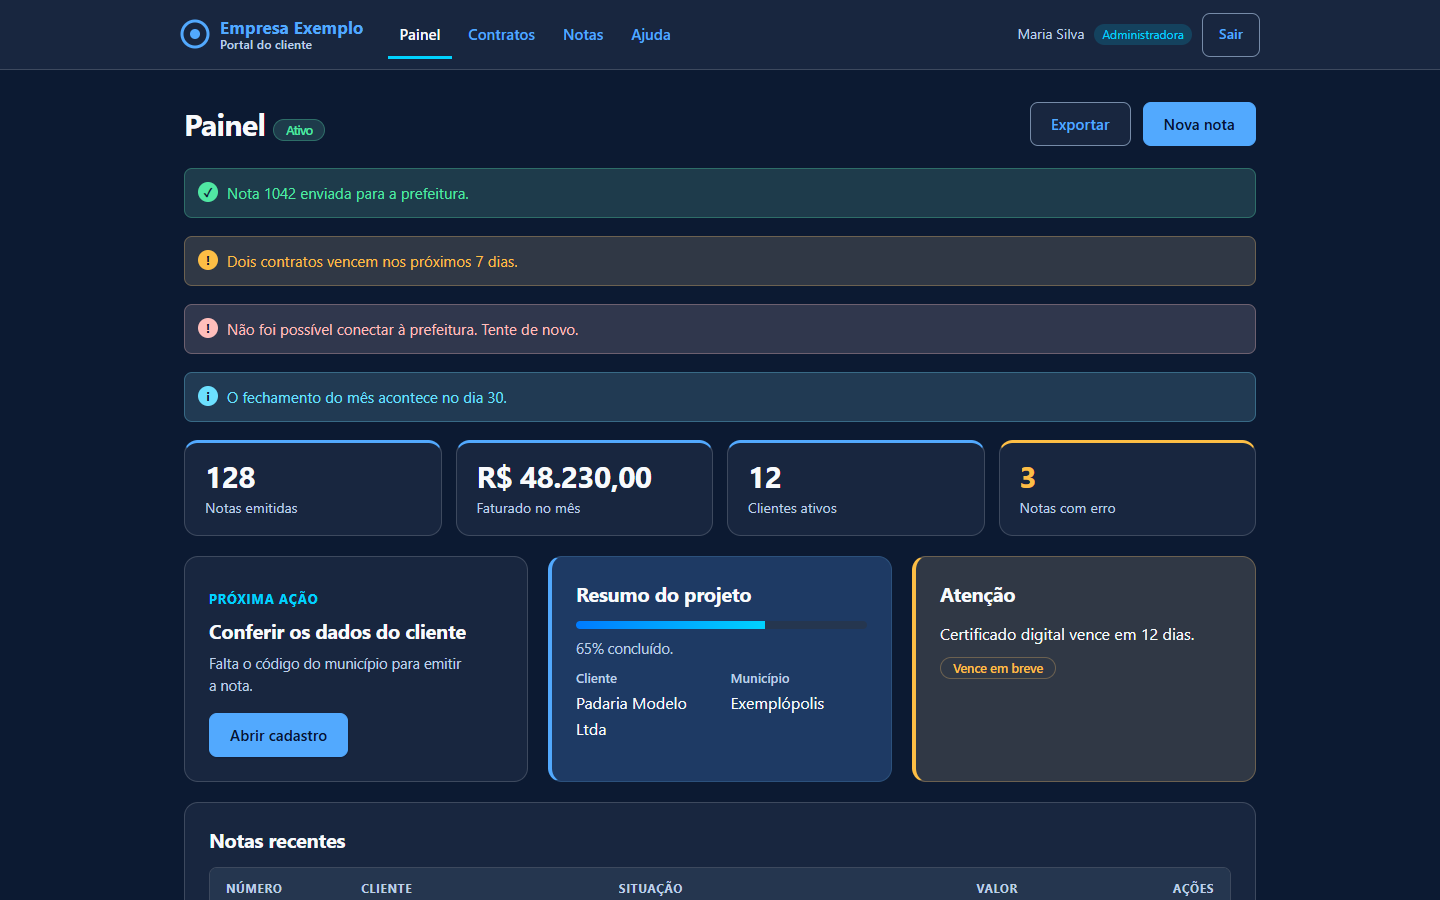 Empresa Exemplo
Portal do cliente
Painel
Contratos
Notas
Ajuda
Maria Silva
Administradora
Sair
Painel
Ativo
Exportar
Nova nota
Nota 1042 enviada para a prefeitura.
! Dois contratos vencem nos próximos 7 dias.
! Não foi possível conectar à prefeitura. Tente de novo.
i O fechamento do mês acontece no dia 30.
128
Notas emitidas
R$ 48.230,00
Faturado no mês
12
Clientes ativos
3
Notas com erro
PRÓXIMA AÇÃO
Conferir os dados do cliente
Falta o código do município para emitir
a nota.
Abrir cadastro
Resumo do projeto
65% concluído.
Cliente
Padaria Modelo
Ltda
Município
Exemplópolis
Atenção
Certificado digital vence em 12 dias.
Vence em breve
Notas recentes
NÚMERO
CLIENTE
SITUAÇÃO
VALOR
AÇÕES